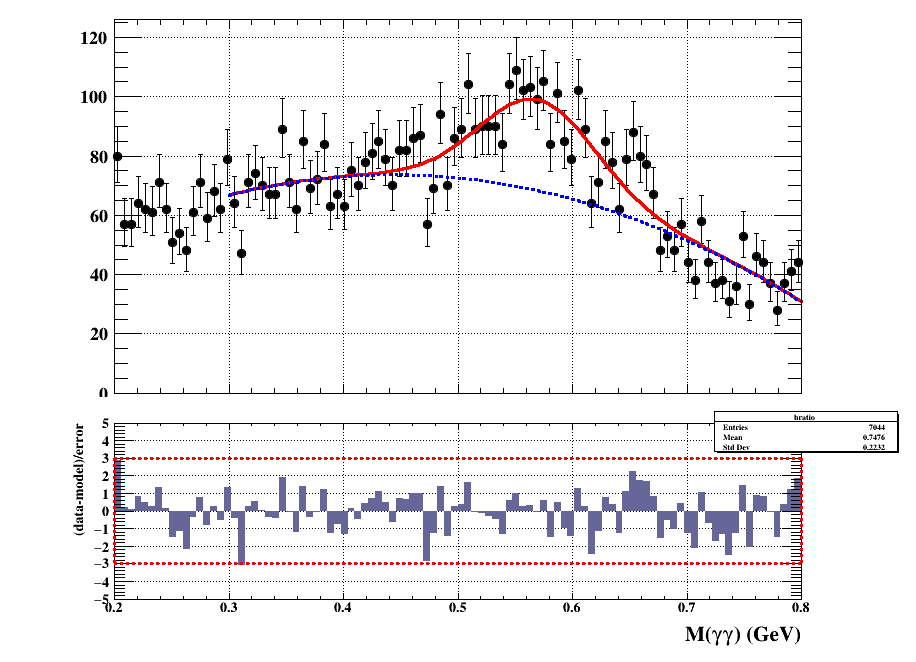 120
100
80
60
40
20
0
hratio
Entries 7044
Mean 0.7476
Std Dev 0.2232
(data-model)/error
5
4
3
2
1
0
−1
−2
−3
−4
−5
0.2 0.3 0.4 0.5 0.6 0.7 0.8
M(γγ) (GeV)